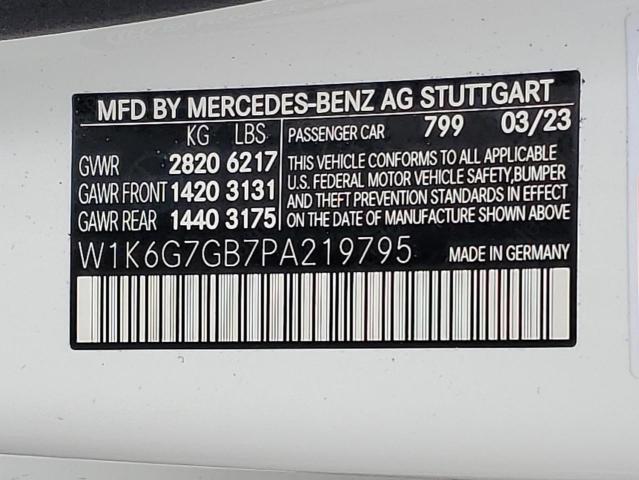 MFD BY MERCEDES-BENZ AG STUTTGART
KG LBS
GVWR 2820 6217
GAWR FRONT 1420 3131
GAWR REAR 1440 3175
PASSENGER CAR 799 03/23
THIS VEHICLE CONFORMS TO ALL APPLICABLE
U.S. FEDERAL MOTOR VEHICLE SAFETY, BUMPER
AND THEFT PREVENTION STANDARDS IN EFFECT
ON THE DATE OF MANUFACTURE SHOWN ABOVE.
W1K6G7GB7PA219795
MADE IN GERMANY